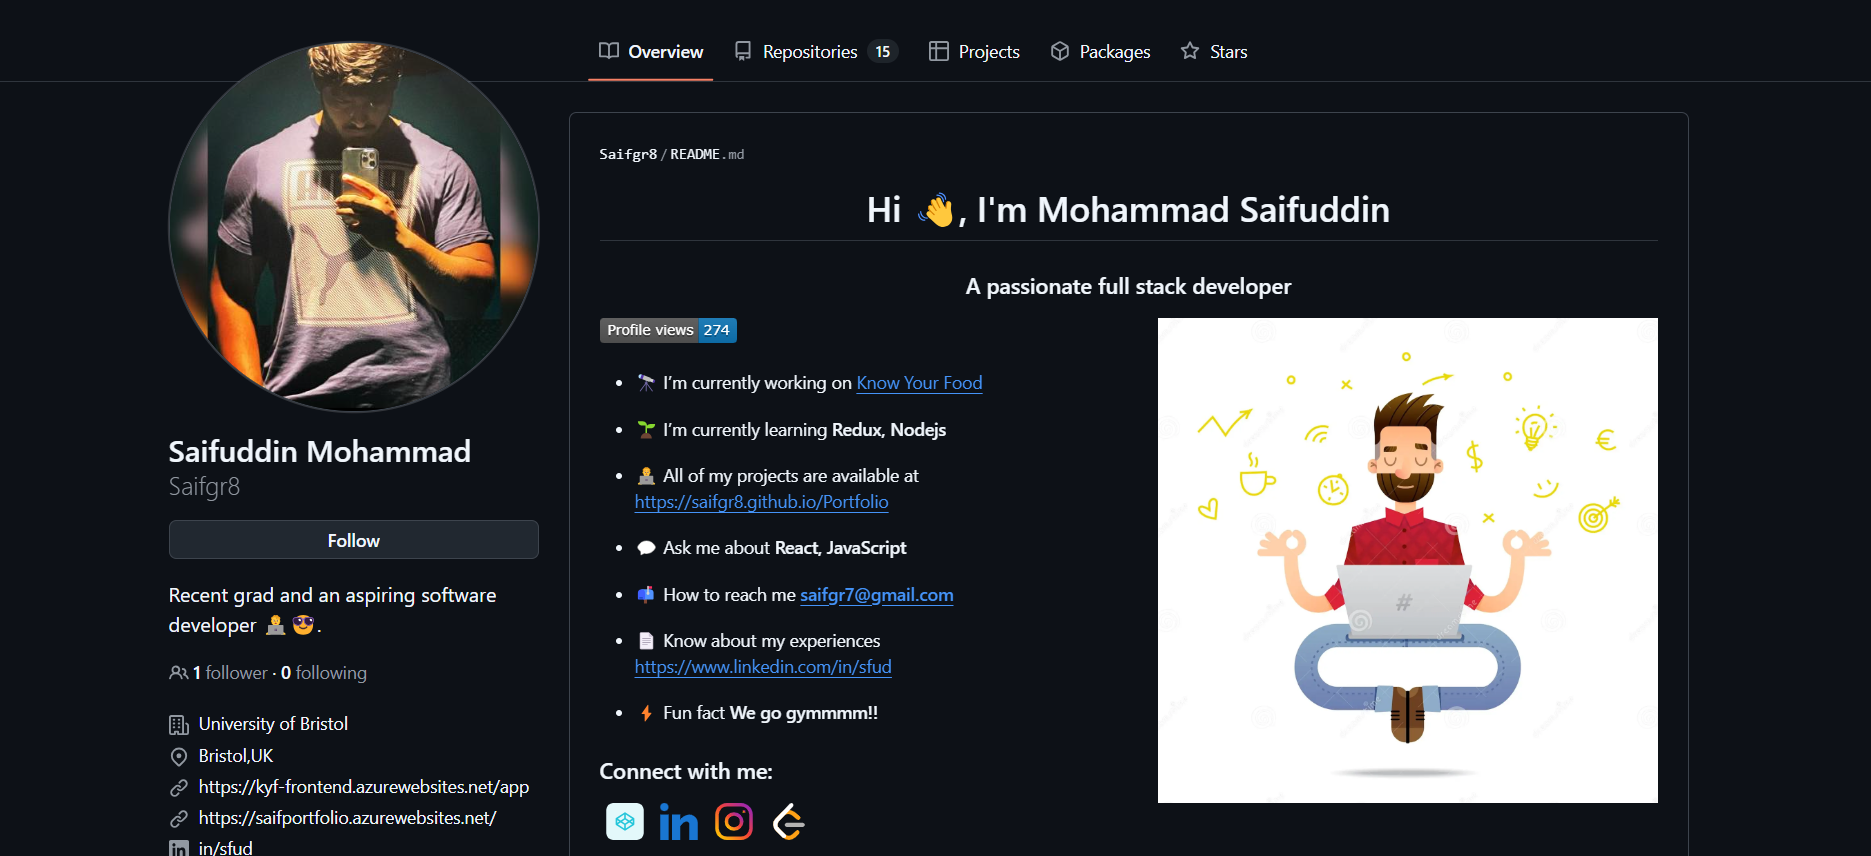 Overview
Repositories 15
Projects
Packages
Stars
Saifuddin Mohammad
Saifgr8
Follow
Recent grad and an aspiring software
developer 👨‍💻😎.
1 follower · 0 following
University of Bristol
Bristol,UK
https://kyf-frontend.azurewebsites.net/app
https://saifportfolio.azurewebsites.net/
in/sfud
Saifgr8/README.md
Hi 👋, I'm Mohammad Saifuddin
A passionate full stack developer
Profile views 274
• 🔭 I’m currently working on Know Your Food
• 🌱 I’m currently learning Redux, Nodejs
• 👨‍💻 All of my projects are available at
https://saifgr8.github.io/Portfolio
• 💬 Ask me about React, JavaScript
• 📫 How to reach me saifgr7@gmail.com
• 📄 Know about my experiences
https://www.linkedin.com/in/sfud
• ⚡ Fun fact We go gymmmm!!
Connect with me:
in
#